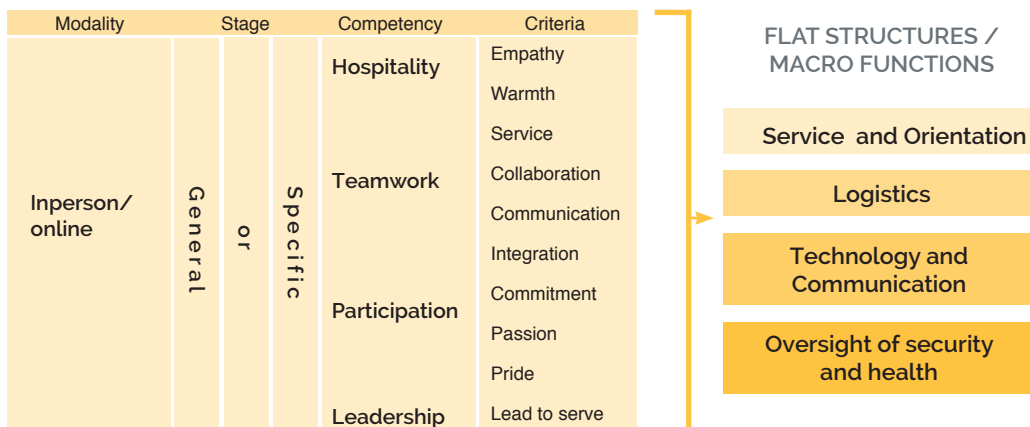 Modality Stage Competency Criteria
Inperson/
online
General
or
Specific
Hospitality
Empathy
Warmth
Service
Teamwork
Collaboration
Communication
Integration
Participation
Commitment
Passion
Pride
Leadership
Lead to serve
FLAT STRUCTURES /
MACRO FUNCTIONS
Service and Orientation
Logistics
Technology and
Communication
Oversight of security
and health